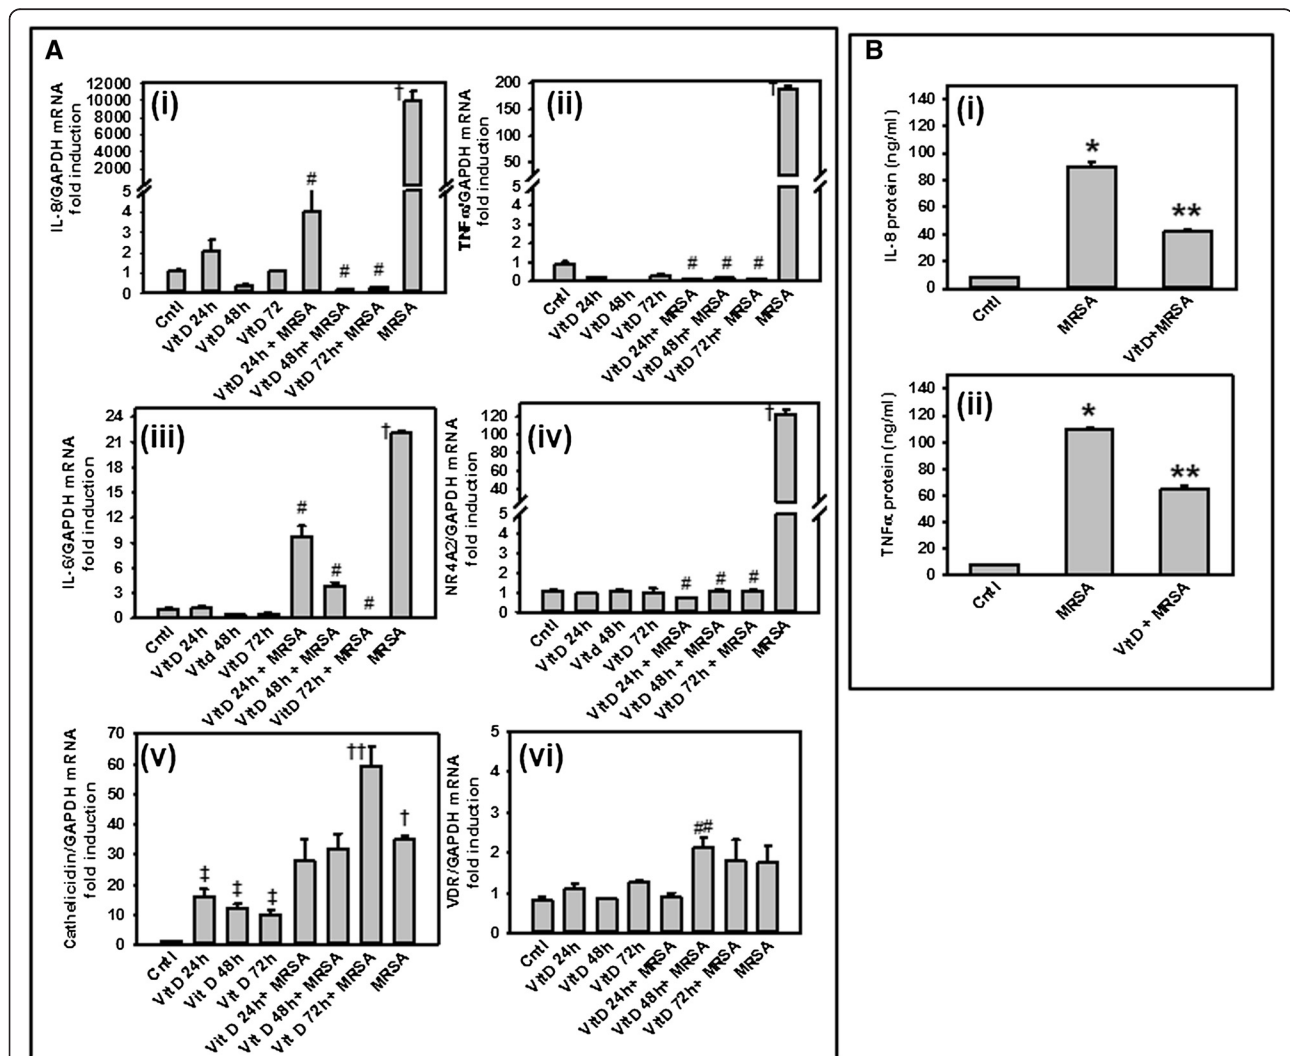 A
(i)
IL-8/GAPDH mRNA
fold induction
12000
10000
8000
6000
4000
2000
5
4
3
2
1
0
#
#
#
†
Cntl
VitD 24h
VitD 48h
VitD 72
VitD 24h + MRSA
VitD 48h+ MRSA
VitD 72h+ MRSA
MRSA
(ii)
TNFα/GAPDH mRNA
fold induction
200
150
100
50
5
4
3
2
1
0
#
#
#
†
Cntl
VitD 24h
VitD 48h
VitD 72h
VitD 24h+ MRSA
VitD 48h+ MRSA
VitD 72h+ MRSA
MRSA
(iii)
IL-6/GAPDH mRNA
fold induction
24
21
18
15
12
9
6
3
0
#
#
#
†
Cntl
VitD 24h
Vitd 48h
VitD 72h
VitD 24h + MRSA
VitD 48h + MRSA
VitD 72h + MRSA
MRSA
(iv)
NR4A2/GAPDH mRNA
fold induction
120
100
80
60
40
5
4
3
2
1
0
#
#
#
†
Cntl
VitD 24h
Vitd 48h
VitD 72h
VitD 24h + MRSA
VitD 48h + MRSA
VitD 72h + MRSA
MRSA
(v)
Cathelicidin/GAPDH mRNA
fold induction
70
60
50
40
30
20
10
0
‡
‡
‡
††
†
Cntl
Vit D 24h
Vit D 48h
Vit D 72h
Vit D 24h+ MRSA
Vit D 48h+ MRSA
Vit D 72h+ MRSA
MRSA
(vi)
VDR/GAPDH mRNA
fold induction
5
4
3
2
1
0
##
Cntl
VitD 24h
VitD 48h
VitD 72h
VitD 24h+ MRSA
VitD 48h+ MRSA
VitD 72h+ MRSA
MRSA
B
(i)
IL-8 protein (ng/ml)
140
120
100
80
60
40
20
0
*
**
Cntl
MRSA
VitD+MRSA
(ii)
TNFα protein (ng/ml)
140
120
100
80
60
40
20
0
*
**
Cntl
MRSA
VitD + MRSA